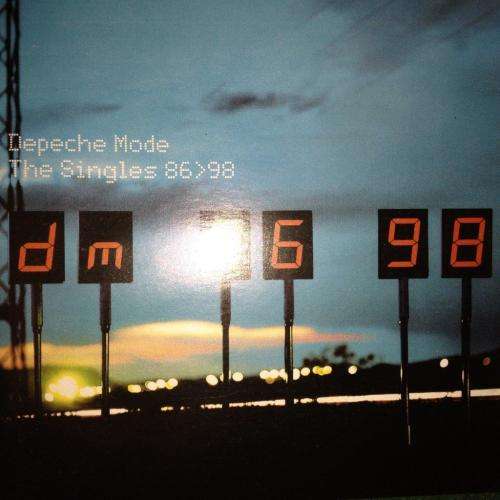 Depeche Mode
The Singles 86>98
dm 6 98